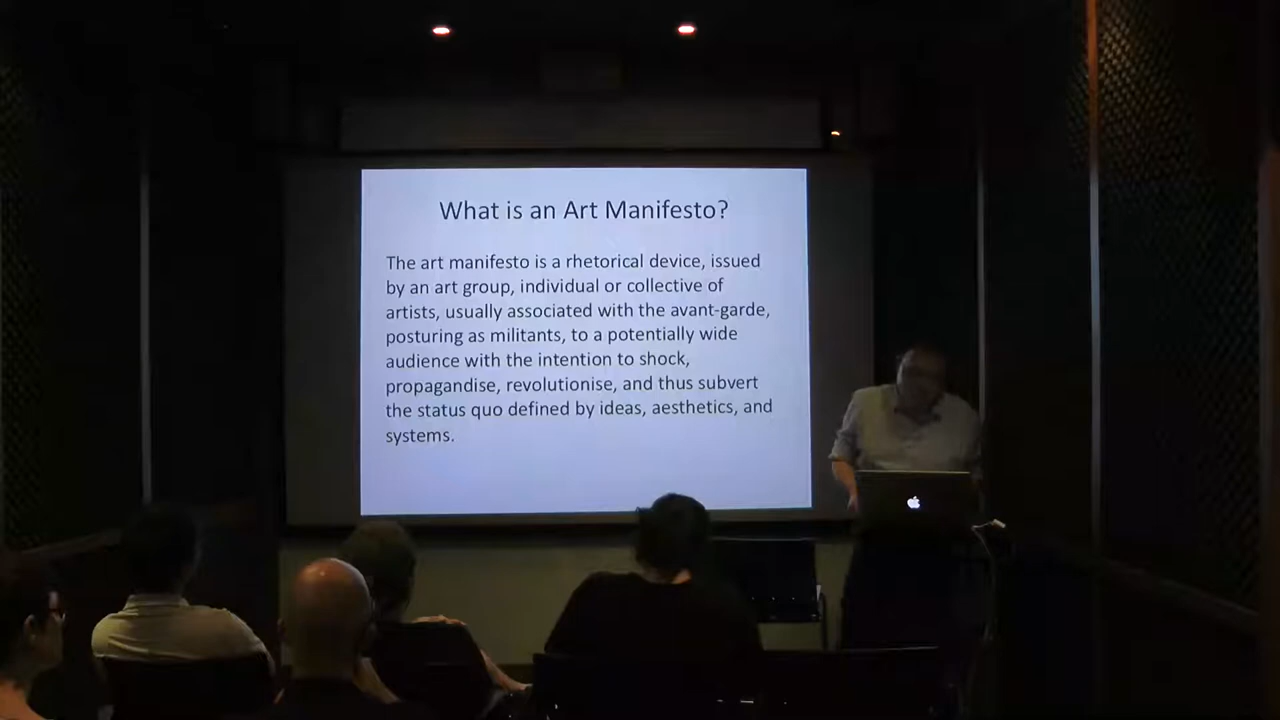 What is an Art Manifesto?
The art manifesto is a rhetorical device, issued
by an art group, individual or collective of
artists, usually associated with the avant-garde,
posturing as militants, to a potentially wide
audience with the intention to shock,
propagandise, revolutionise, and thus subvert
the status quo defined by ideas, aesthetics, and
systems.